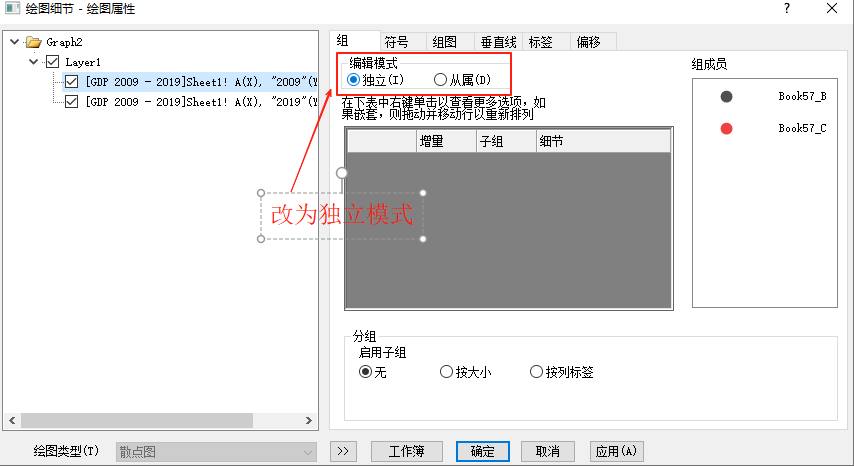 绘图细节 - 绘图属性
?
Graph2
Layer1
[GDP 2009 - 2019]Sheet1! A(X), "2009"(Y
[GDP 2009 - 2019]Sheet1! A(X), "2019"(Y
组 符号 组图 垂直线 标签 偏移
编辑模式
独立(I) 从属(D)
在下表中右键单击以查看更多选项，如
果嵌套，则拖动并移动行以重新排列
增量 子组 细节
改为独立模式
组成员
Book57_B
Book57_C
分组
启用子组
无 按大小 按列标签
绘图类型(T) 散点图 >> 工作簿 确定 取消 应用(A)